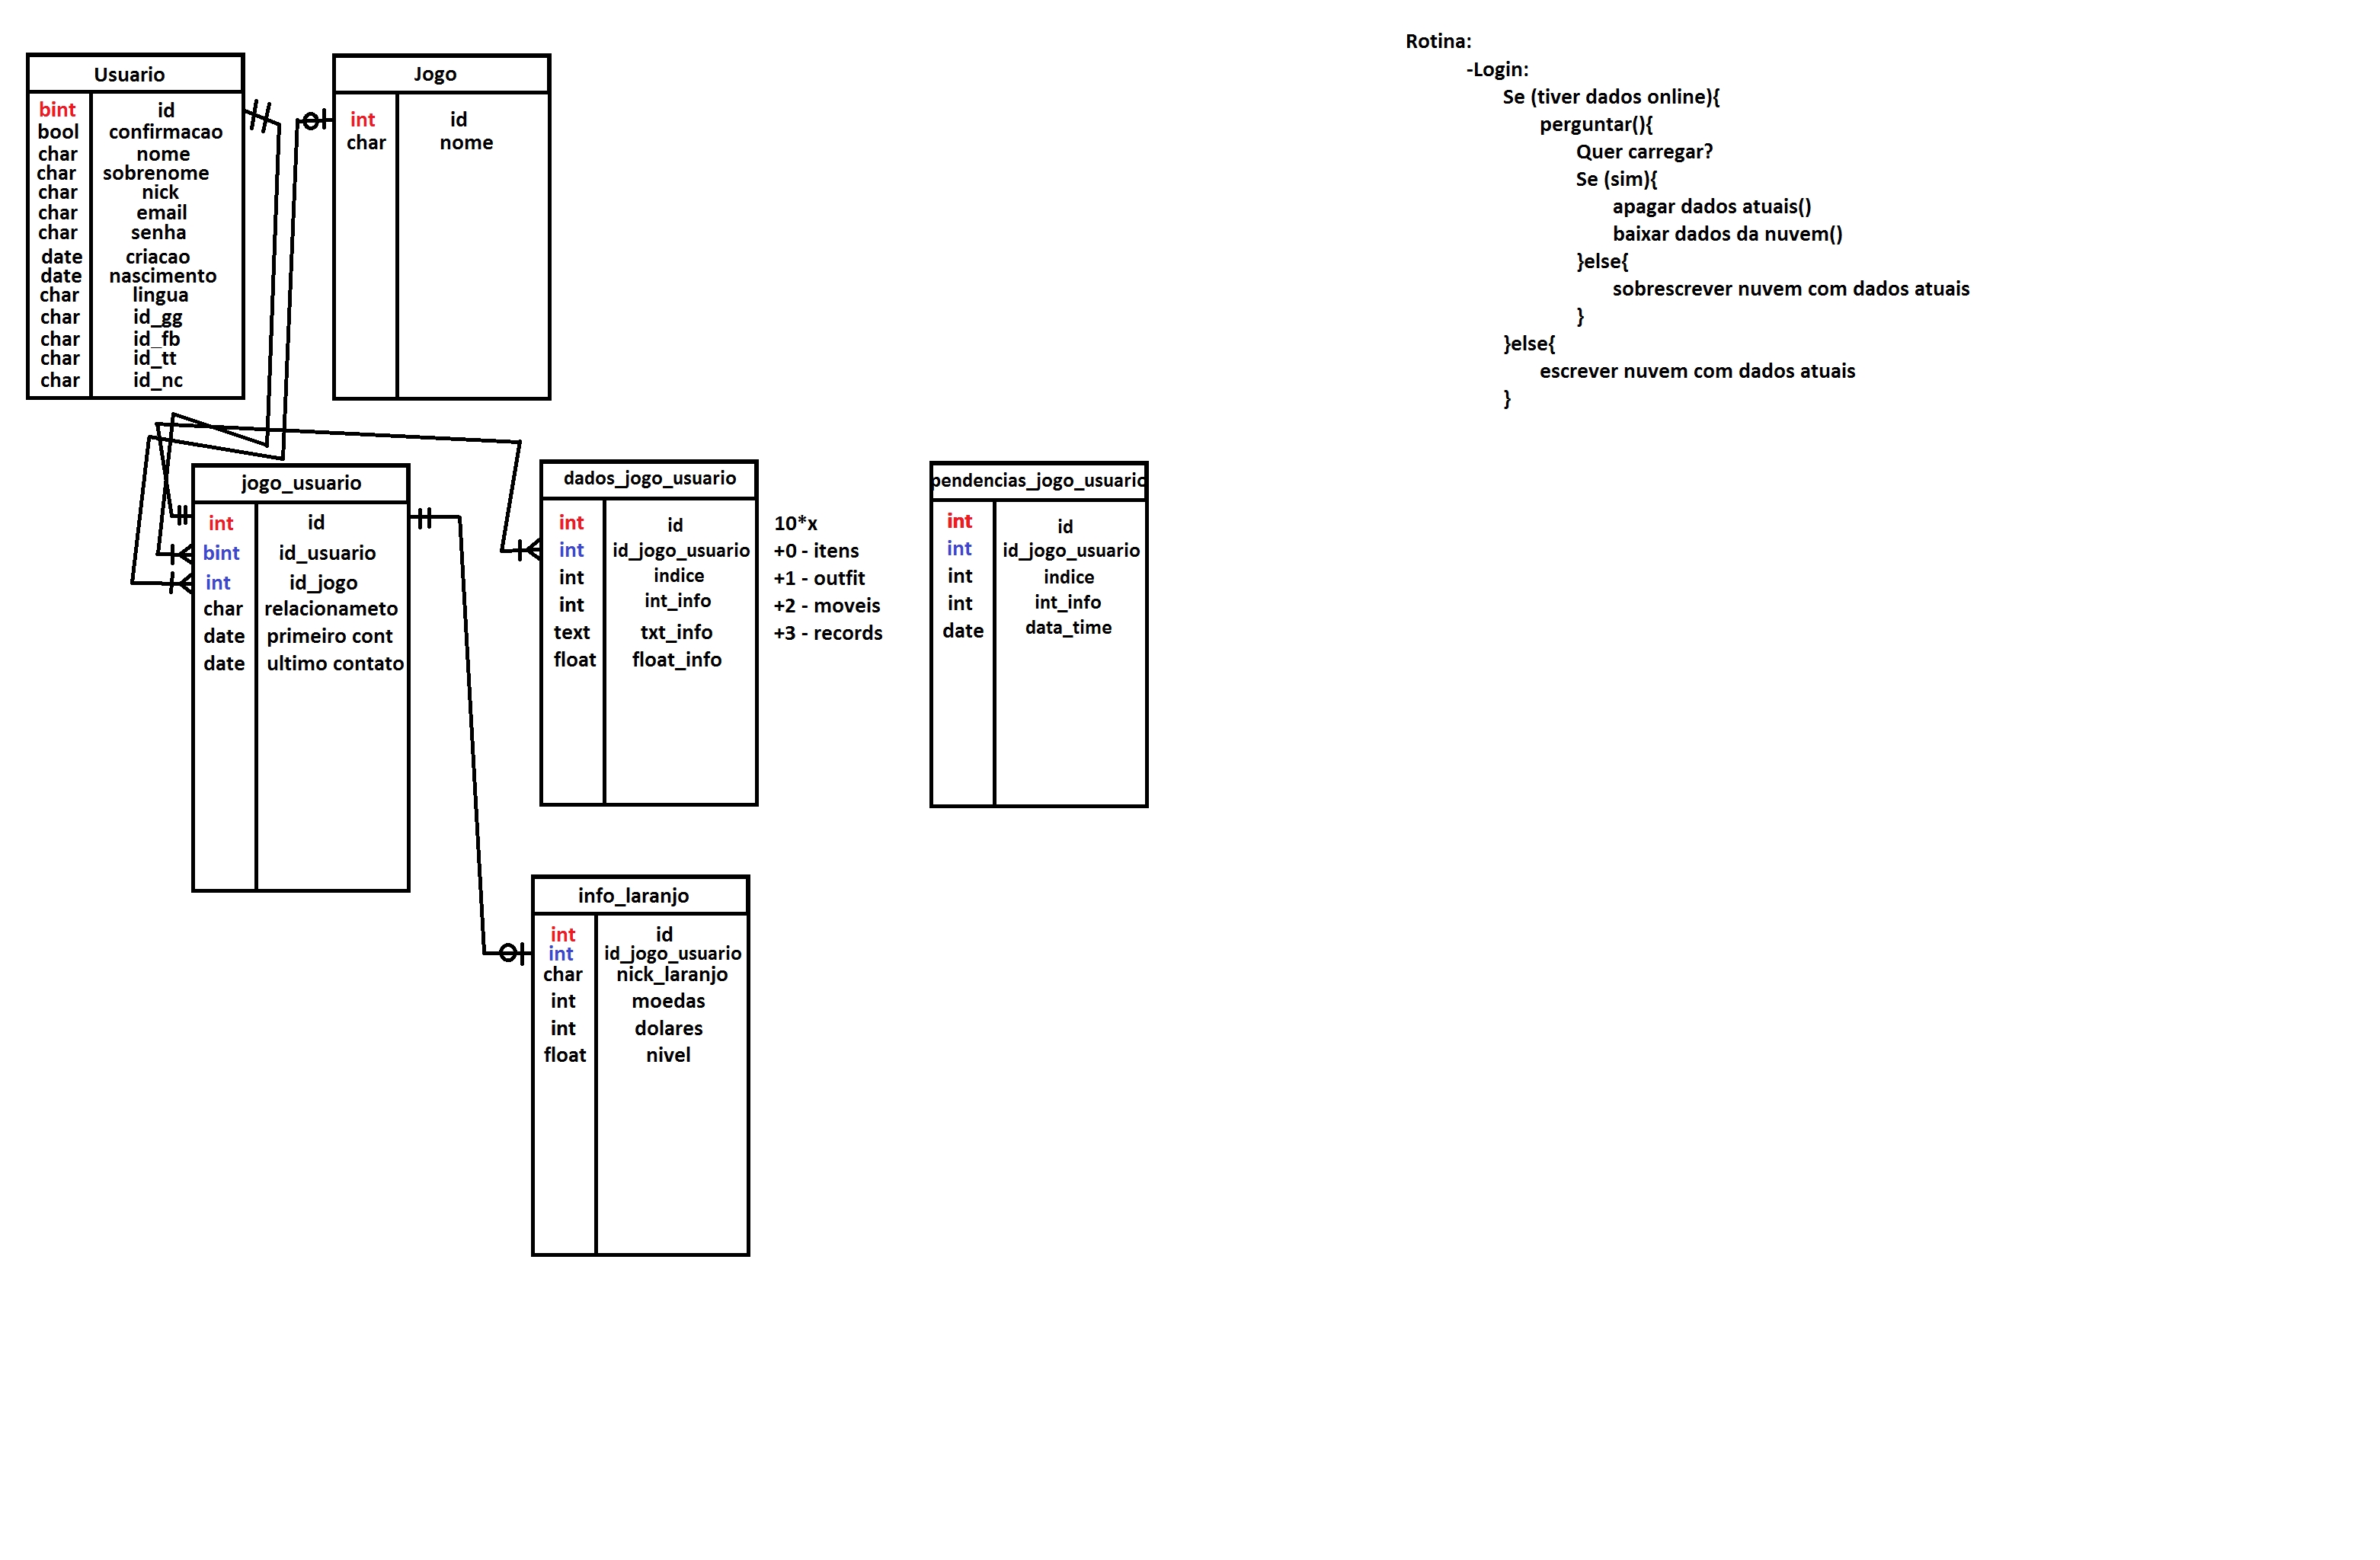 Usuario
bint id
bool confirmacao
char nome
char sobrenome
char nick
char email
char senha
date criacao
date nascimento
char lingua
char id_gg
char id_fb
char id_tt
char id_nc
Jogo
int id
char nome
jogo_usuario
int id
bint id_usuario
int id_jogo
char relacionameto
date primeiro cont
date ultimo contato
dados_jogo_usuario
int id
int id_jogo_usuario
int indice
int int_info
text txt_info
float float_info
10*x
+0 - itens
+1 - outfit
+2 - moveis
+3 - records
pendencias_jogo_usuario
int id
int id_jogo_usuario
int indice
int int_info
date data_time
info_laranjo
int id
int id_jogo_usuario
char nick_laranjo
int moedas
int dolares
float nivel
Rotina:
-Login:
Se (tiver dados online){
perguntar(){
Quer carregar?
Se (sim){
apagar dados atuais()
baixar dados da nuvem()
}else{
sobrescrever nuvem com dados atuais
}
}else{
escrever nuvem com dados atuais
}